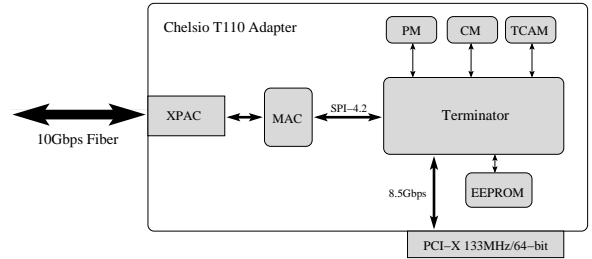 Chelsio T110 Adapter
PM
CM
TCAM
XPAC
MAC
SPI−4.2
Terminator
10Gbps Fiber
8.5Gbps
EEPROM
PCI−X 133MHz/64−bit